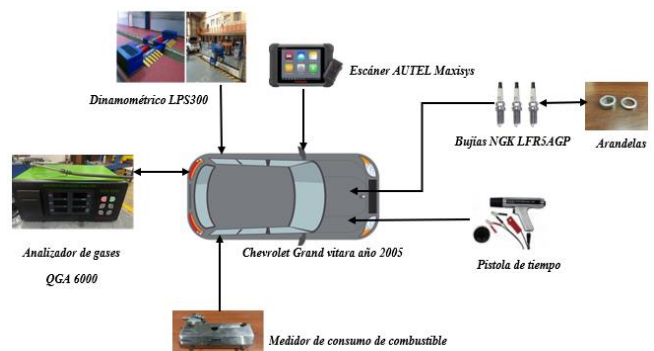 Dinamométrico LPS300
Escáner AUTEL Maxisys
Bujías NGK LFR5AGP
Arandelas
Analizador de gases
QGA 6000
Chevrolet Grand vitara año 2005
Pistola de tiempo
Medidor de consumo de combustible